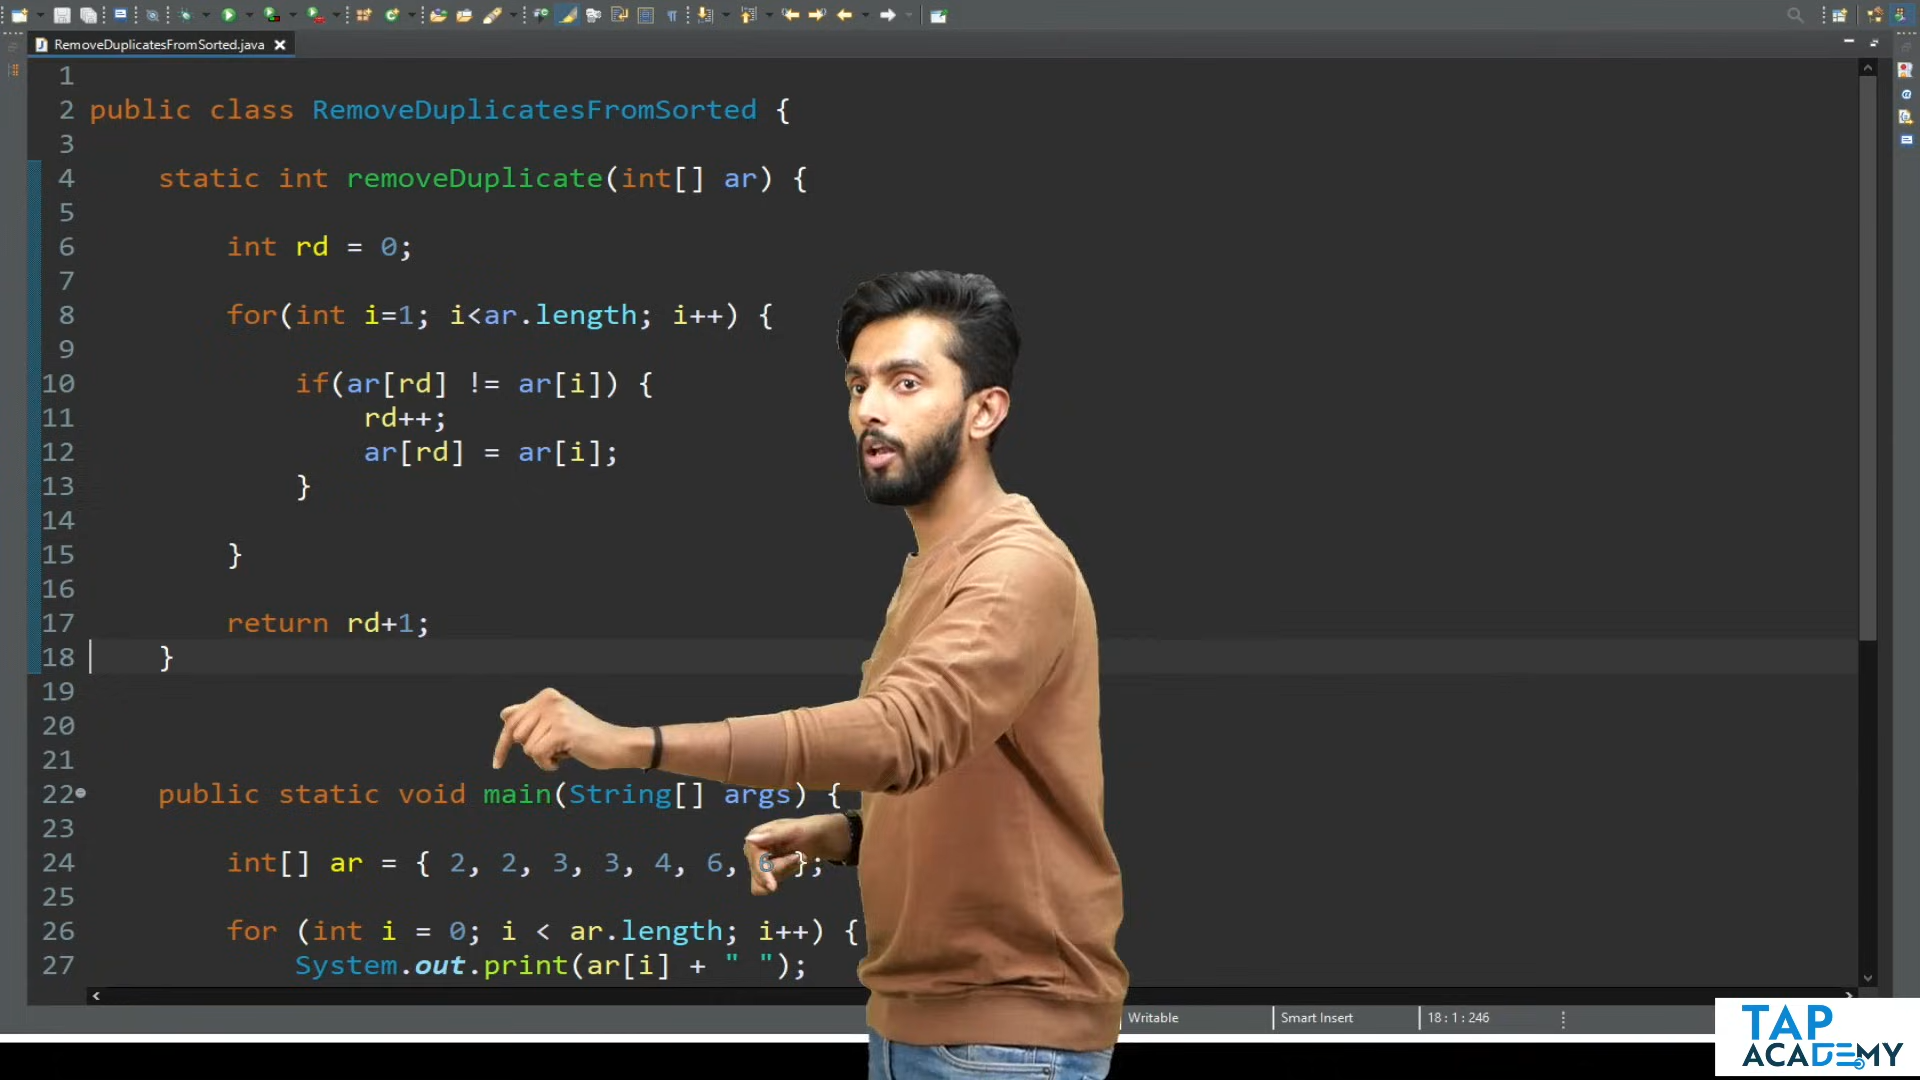 RemoveDuplicatesFromSorted.java
1
2 public class RemoveDuplicatesFromSorted {
3
4 static int removeDuplicate(int[] ar) {
5
6 int rd = 0;
7
8 for(int i=1; i<ar.length; i++) {
9
10 if(ar[rd] != ar[i]) {
11 rd++;
12 ar[rd] = ar[i];
13 }
14
15 }
16
17 return rd+1;
18 }
19
20
21
22 public static void main(String[] args) {
23
24 int[] ar = { 2, 2, 3, 3, 4, 6, 6 };
25
26 for (int i = 0; i < ar.length; i++) {
27 System.out.print(ar[i] + " ");
Writable
Smart Insert
18 : 1 : 246
TAP
ACADEMY